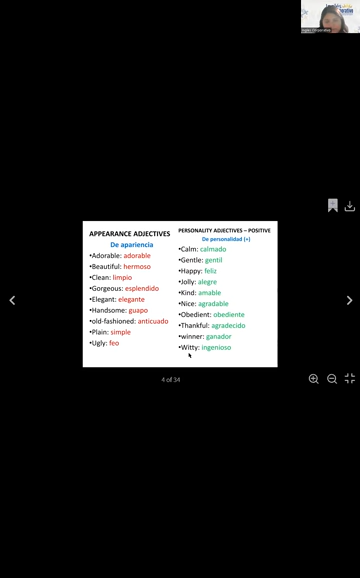 APPEARANCE ADJECTIVES
De apariencia
•Adorable: adorable
•Beautiful: hermoso
•Clean: limpio
•Gorgeous: esplendido
•Elegant: elegante
•Handsome: guapo
•old-fashioned: anticuado
•Plain: simple
•Ugly: feo
PERSONALITY ADJECTIVES – POSITIVE
De personalidad (+)
•Calm: calmado
•Gentle: gentil
•Happy: feliz
•Jolly: alegre
•Kind: amable
•Nice: agradable
•Obedient: obediente
•Thankful: agradecido
•winner: ganador
•Witty: ingenioso
4 of 34